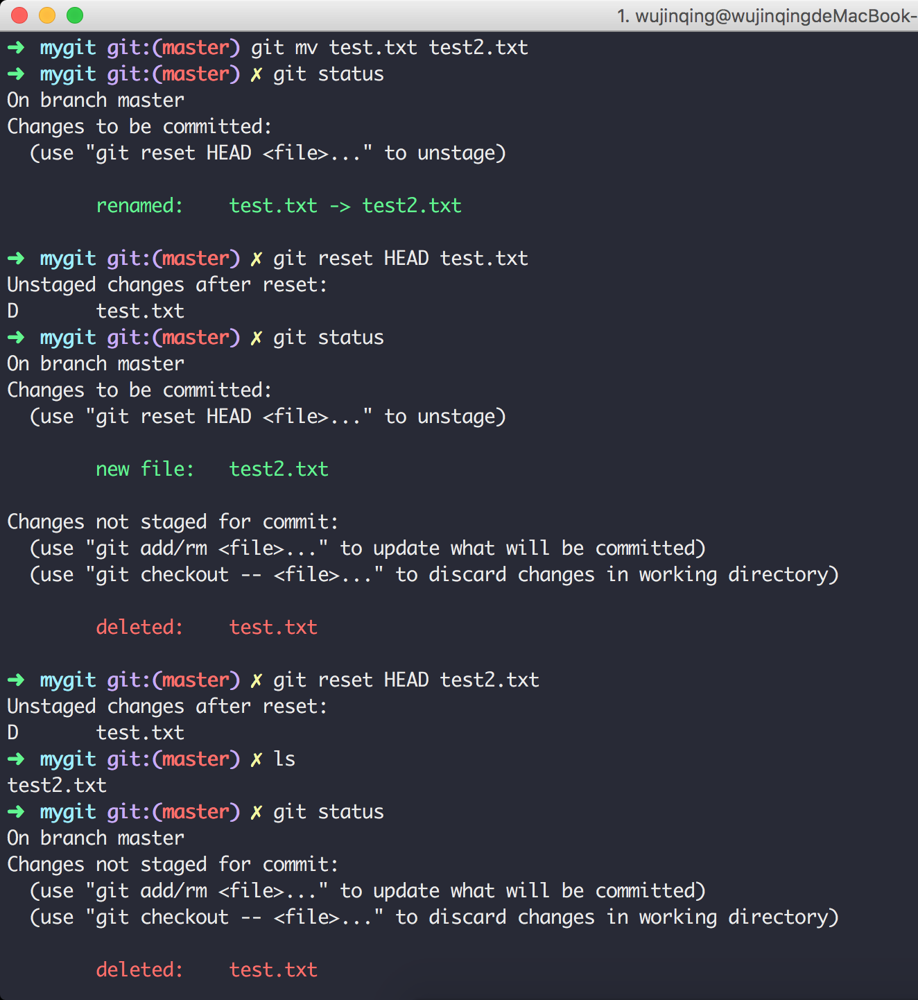 1. wujinqing@wujinqingdeMacBook-
➜ mygit git:(master) git mv test.txt test2.txt
➜ mygit git:(master) ✗ git status
On branch master
Changes to be committed:
  (use "git reset HEAD <file>..." to unstage)
        renamed:    test.txt -> test2.txt
➜ mygit git:(master) ✗ git reset HEAD test.txt
Unstaged changes after reset:
D       test.txt
➜ mygit git:(master) ✗ git status
On branch master
Changes to be committed:
  (use "git reset HEAD <file>..." to unstage)
        new file:   test2.txt
Changes not staged for commit:
  (use "git add/rm <file>..." to update what will be committed)
  (use "git checkout -- <file>..." to discard changes in working directory)
        deleted:    test.txt
➜ mygit git:(master) ✗ git reset HEAD test2.txt
Unstaged changes after reset:
D       test.txt
➜ mygit git:(master) ✗ ls
test2.txt
➜ mygit git:(master) ✗ git status
On branch master
Changes not staged for commit:
  (use "git add/rm <file>..." to update what will be committed)
  (use "git checkout -- <file>..." to discard changes in working directory)
        deleted:    test.txt